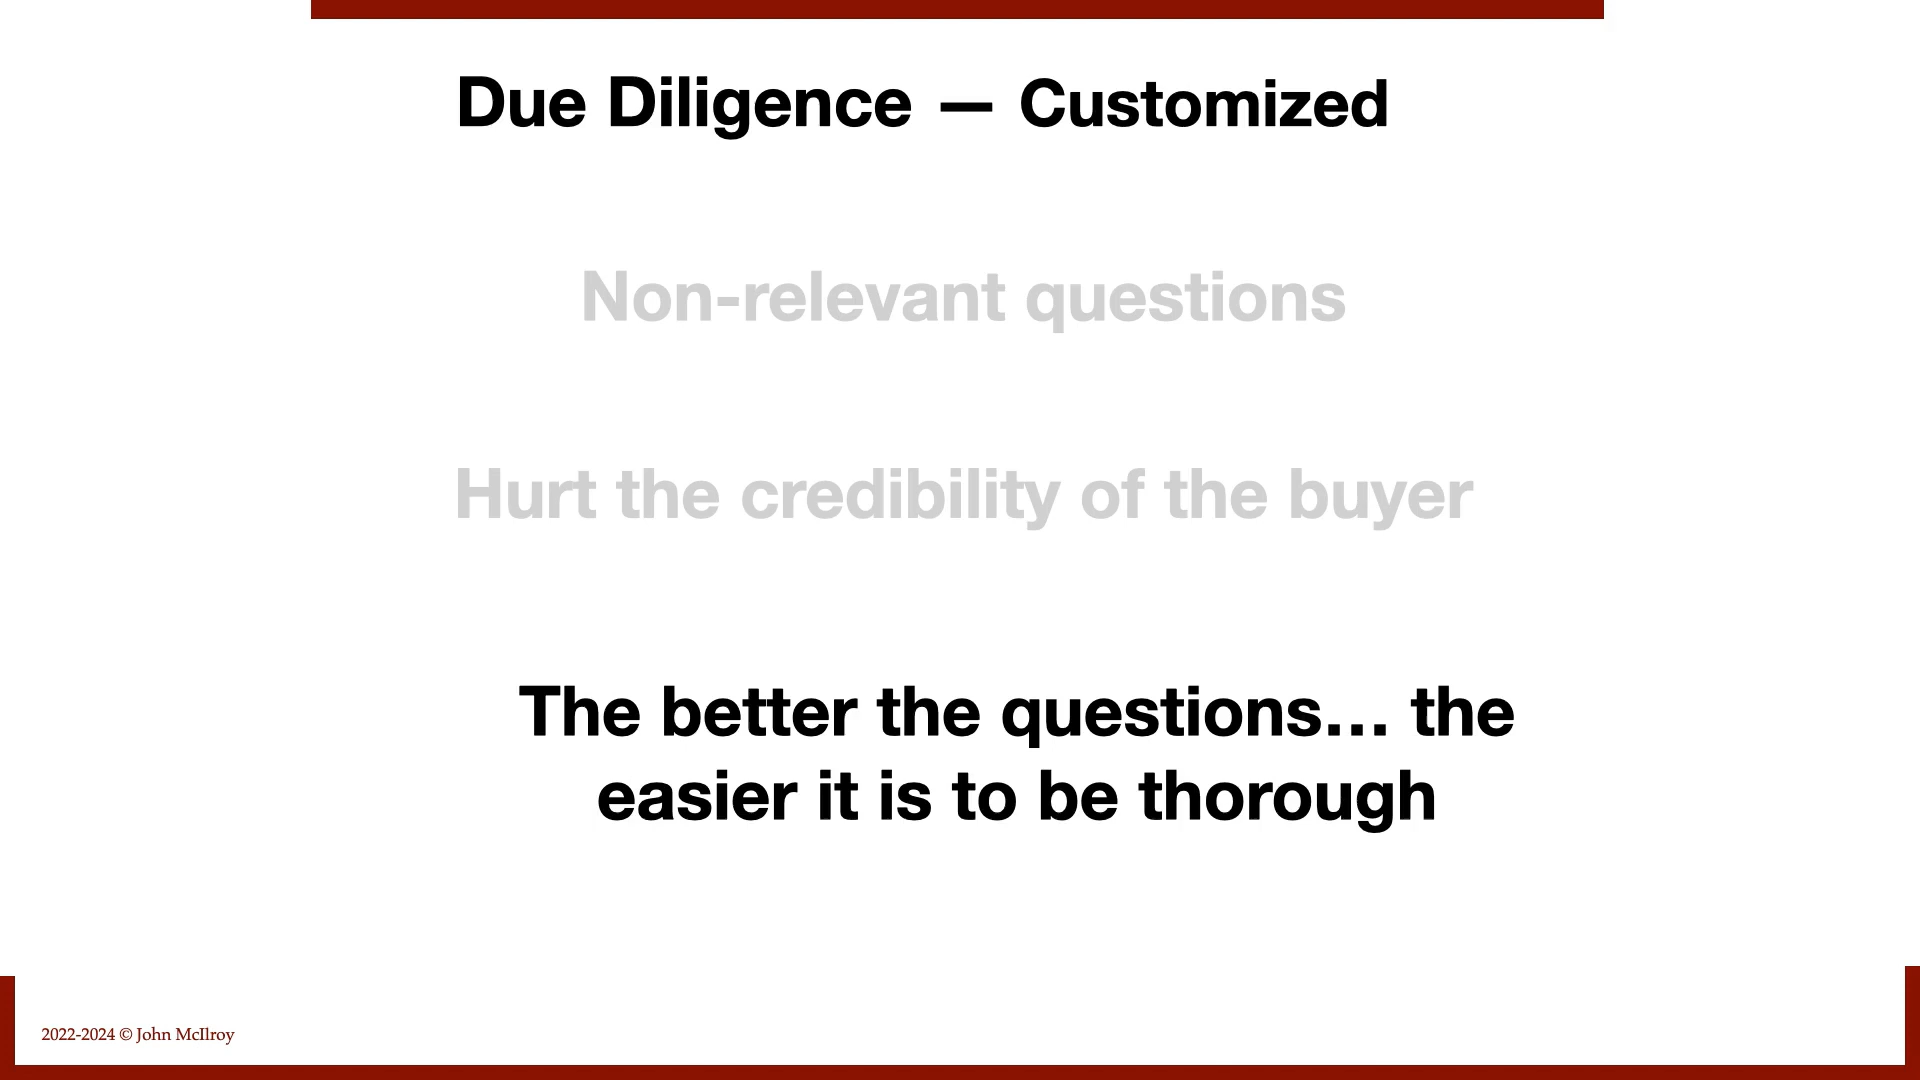 Due Diligence — Customized
Non-relevant questions
Hurt the credibility of the buyer
The better the questions… the
easier it is to be thorough
2022-2024 © John McIlroy